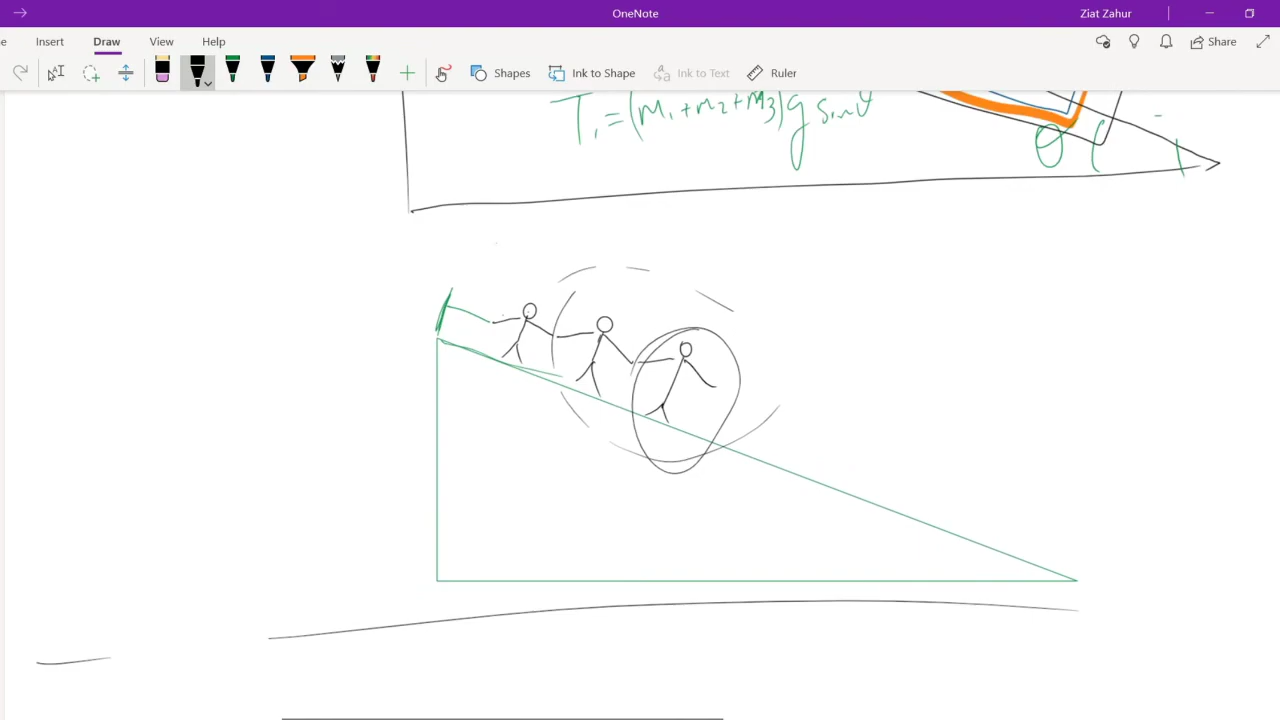 OneNote
Ziat Zahur
Insert Draw View Help
Share
Shapes Ink to Shape Ink to Text Ruler
T₁=(m₁+m₂+m3)g sinθ
θ